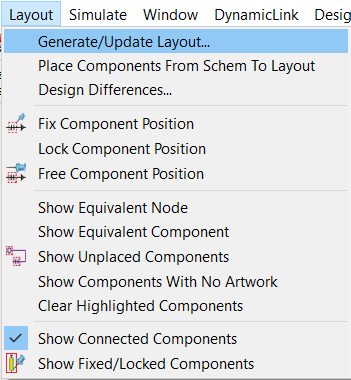 Layout Simulate Window DynamicLink Desig
Generate/Update Layout...
Place Components From Schem To Layout
Design Differences...
Fix Component Position
Lock Component Position
Free Component Position
Show Equivalent Node
Show Equivalent Component
Show Unplaced Components
Show Components With No Artwork
Clear Highlighted Components
Show Connected Components
Show Fixed/Locked Components